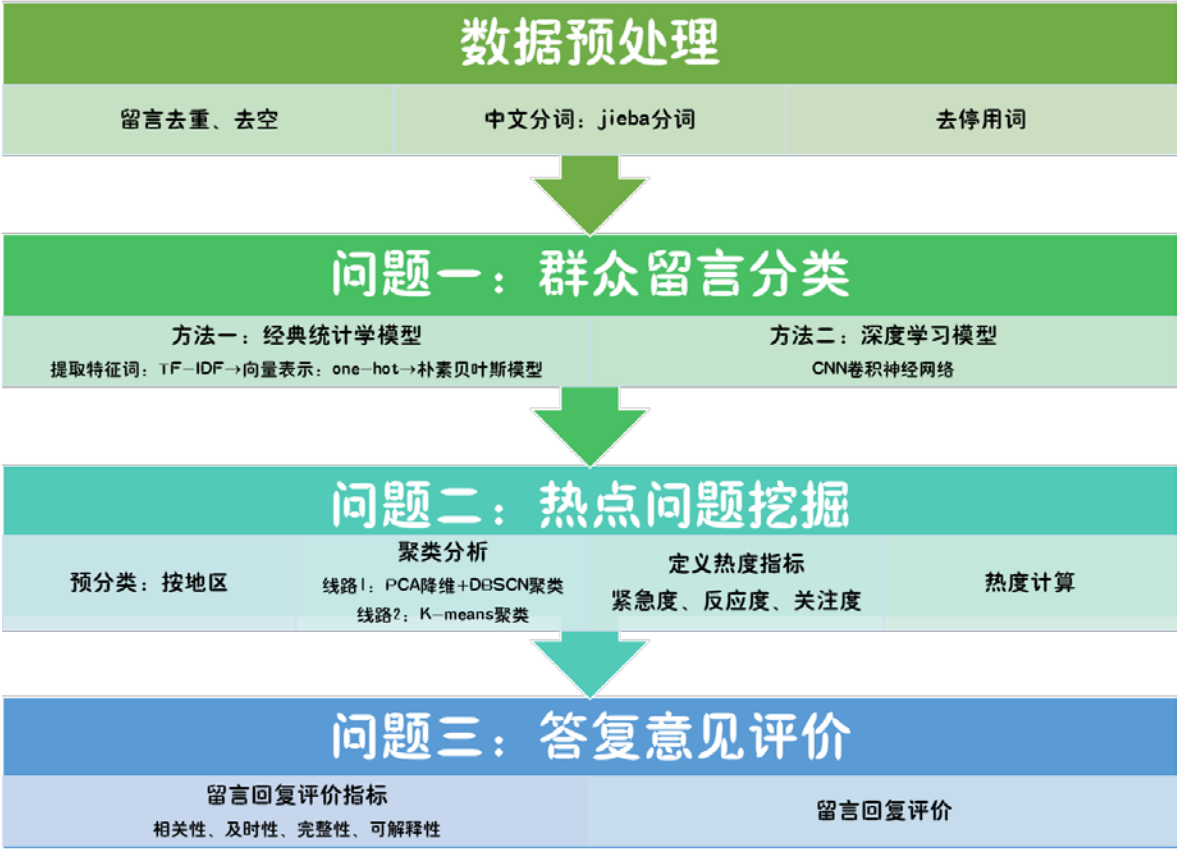 数据预处理
留言去重、去空
中文分词：jieba分词
去停用词
问题一：群众留言分类
方法一：经典统计学模型
提取特征词：TF-IDF→向量表示：one-hot→朴素贝叶斯模型
方法二：深度学习模型
CNN卷积神经网络
问题二：热点问题挖掘
预分类：按地区
聚类分析
线路1：PCA降维+DBSCN聚类
线路2：K-means聚类
定义热度指标
紧急度、反应度、关注度
热度计算
问题三：答复意见评价
留言回复评价指标
相关性、及时性、完整性、可解释性
留言回复评价